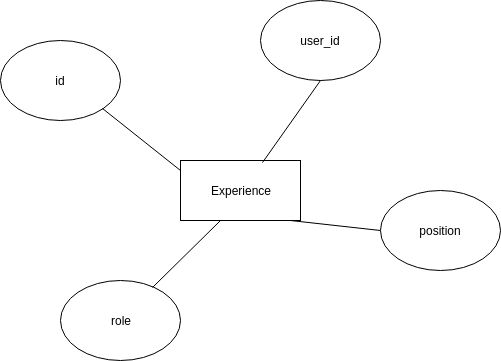 user_id
id
Experience
position
role